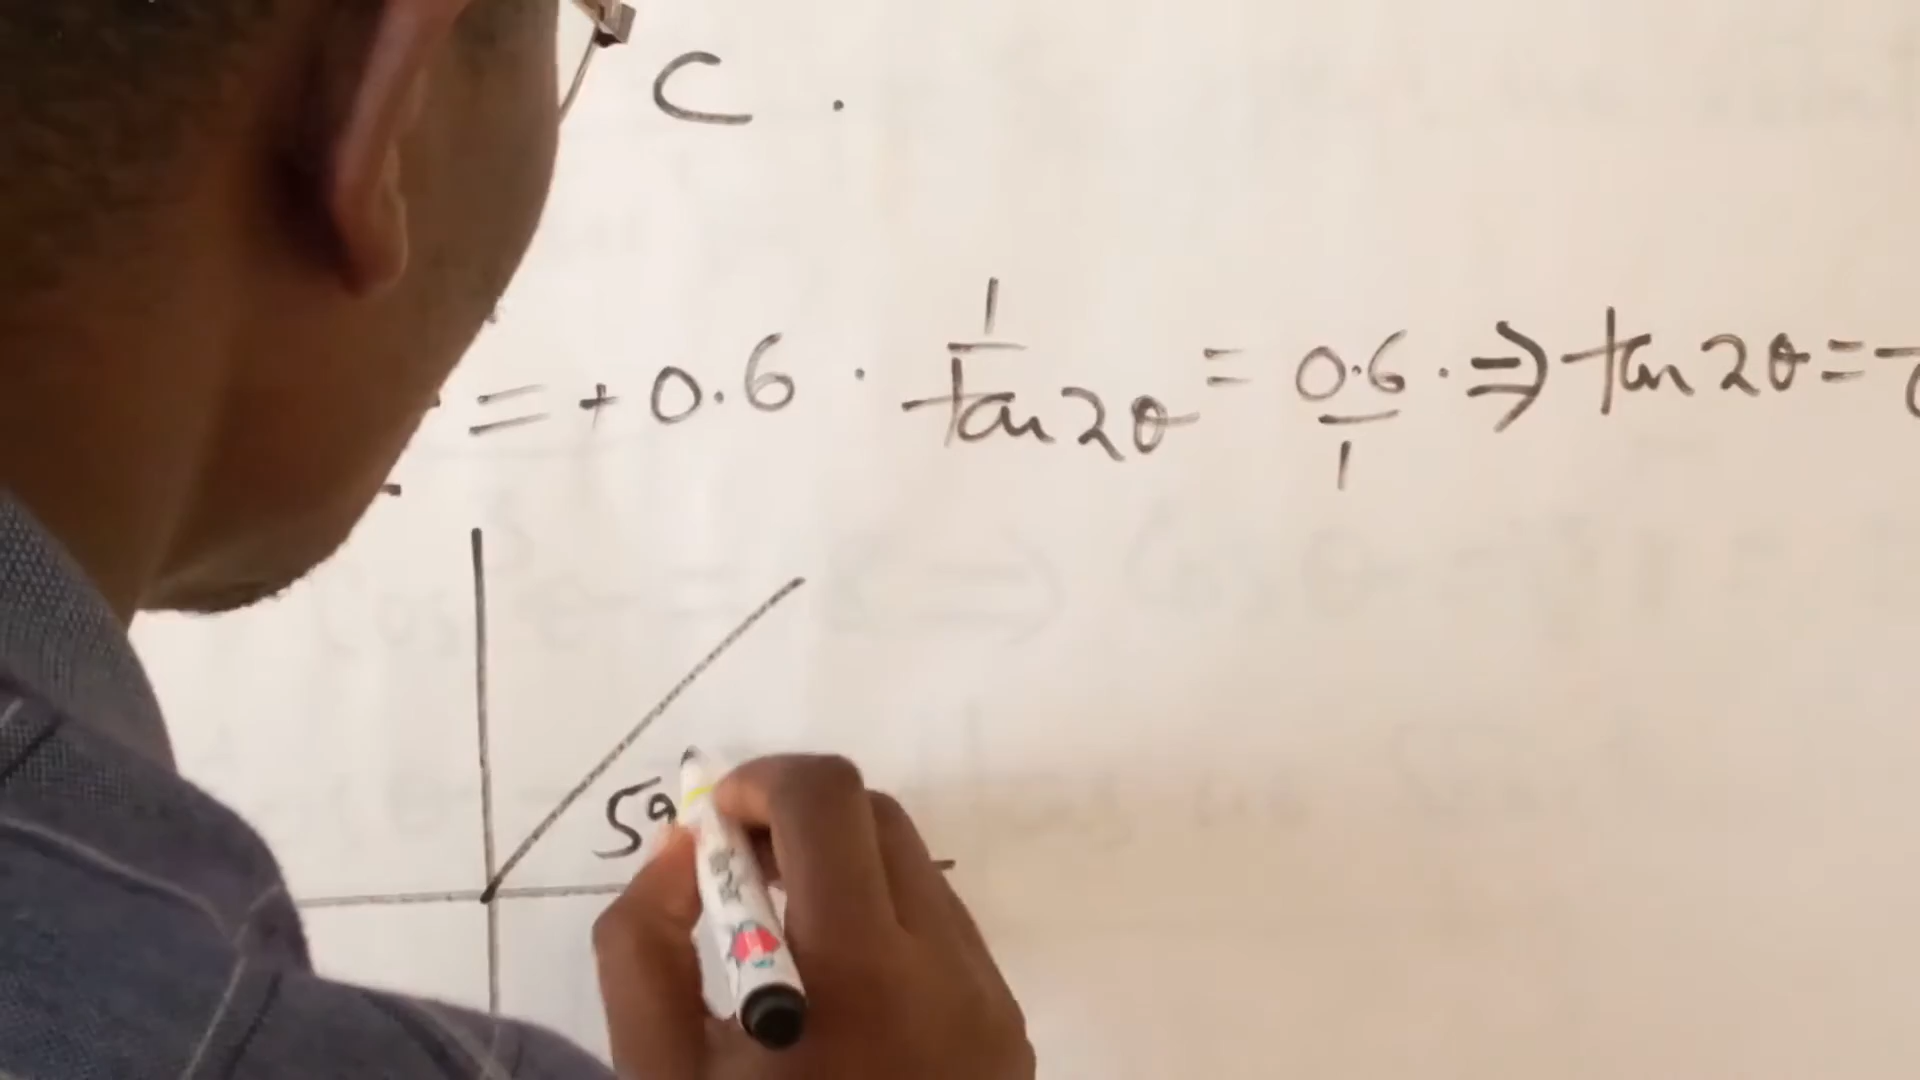 C .
= + 0.6 . 1/tan 2θ = 0.6/1 . ⇒ tan 2θ =
59